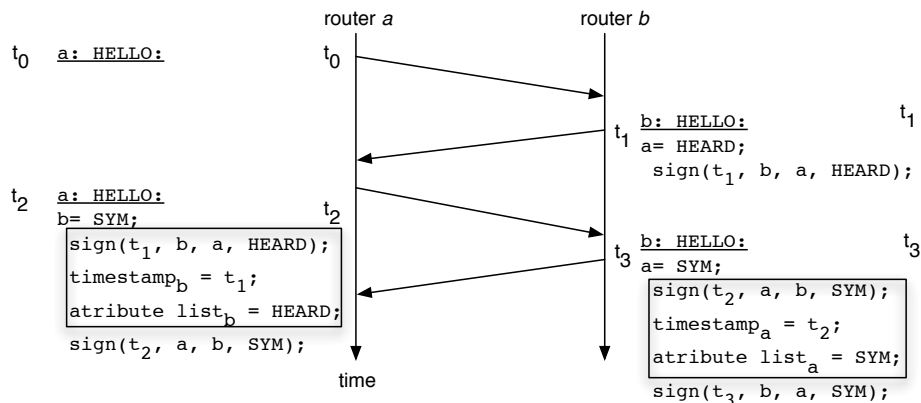 router a
router b
t0 a: HELLO:
t0
t1
b: HELLO:
t1
a= HEARD;
sign(t1, b, a, HEARD);
t2 a: HELLO:
t2
b= SYM;
sign(t1, b, a, HEARD);
timestampb = t1;
atribute listb = HEARD;
sign(t2, a, b, SYM);
t3
b: HELLO:
t3
a= SYM;
sign(t2, a, b, SYM);
timestampa = t2;
atribute lista = SYM;
sign(t3, b, a, SYM);
time